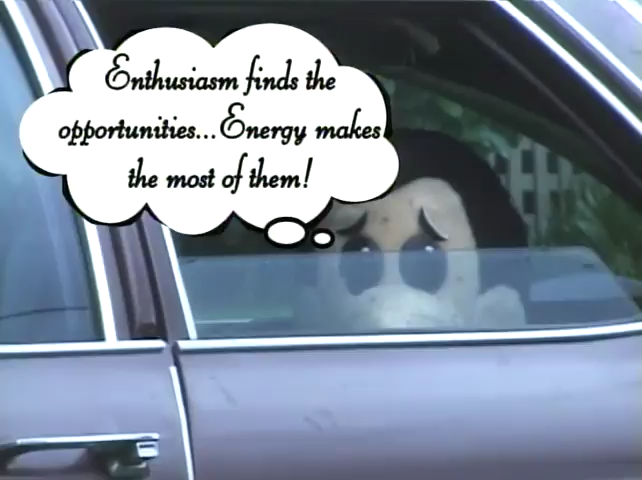 Enthusiasm finds the
opportunities...Energy makes
the most of them!